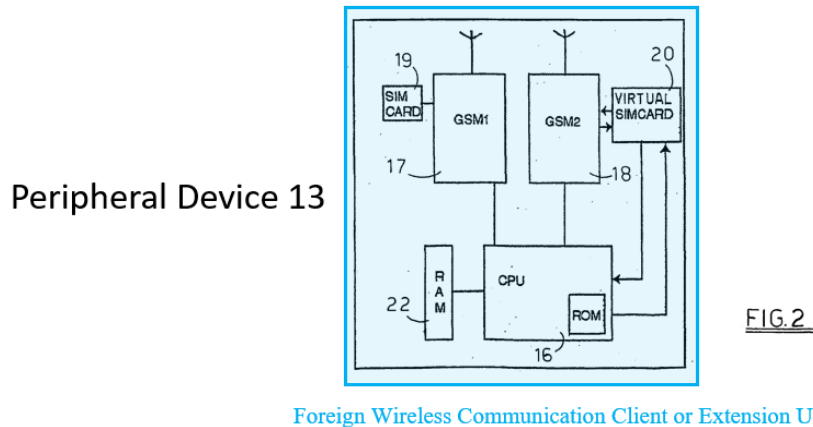 19
20
SIM
CARD
GSM1
GSM2
VIRTUAL
SIMCARD
17
18
Peripheral Device 13
R
A
M
CPU
ROM
22
16
FIG.2
Foreign Wireless Communication Client or Extension U